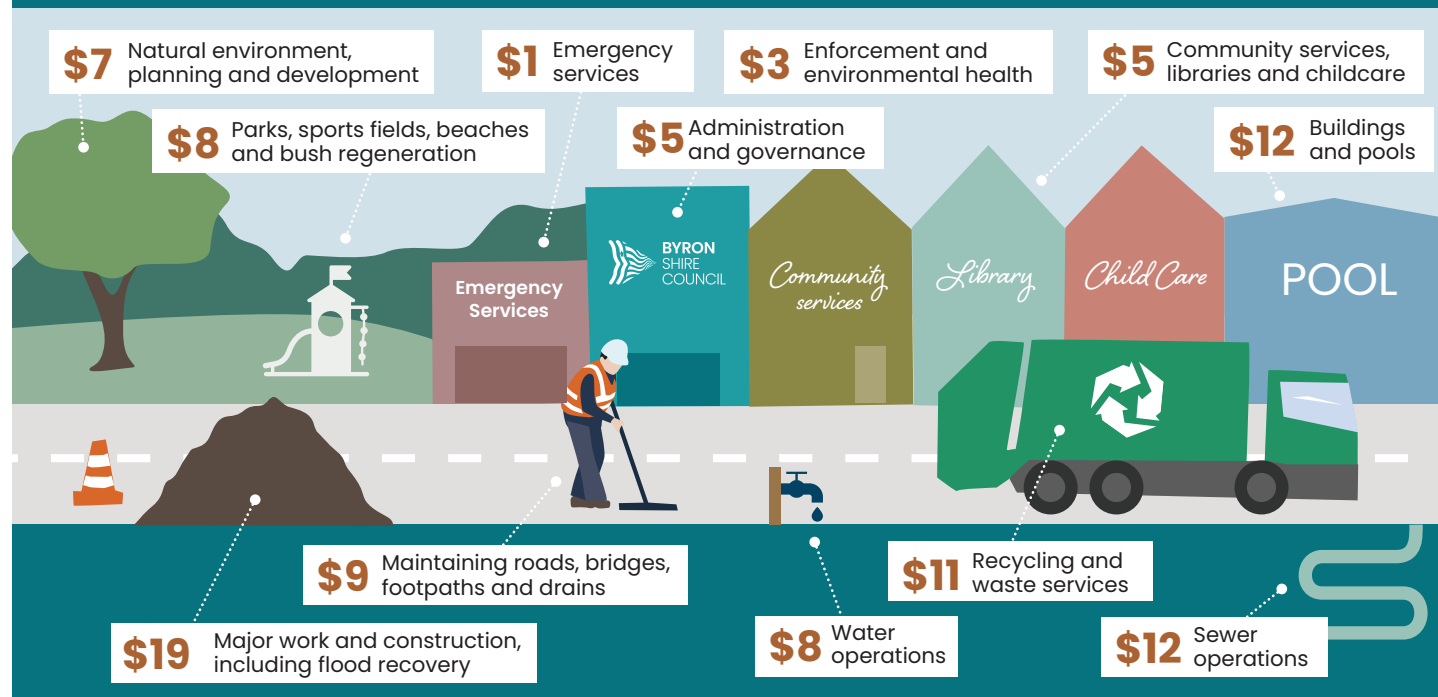 $7 Natural environment,
planning and development
$1 Emergency
services
$3 Enforcement and
environmental health
$5 Community services,
libraries and childcare
$8 Parks, sports fields, beaches
and bush regeneration
$5 Administration
and governance
$12 Buildings
and pools
Emergency
Services
BYRON
SHIRE
COUNCIL
Community
services
Library
Child Care
POOL
$9 Maintaining roads, bridges,
footpaths and drains
$11 Recycling and
waste services
$19 Major work and construction,
including flood recovery
$8 Water
operations
$12 Sewer
operations